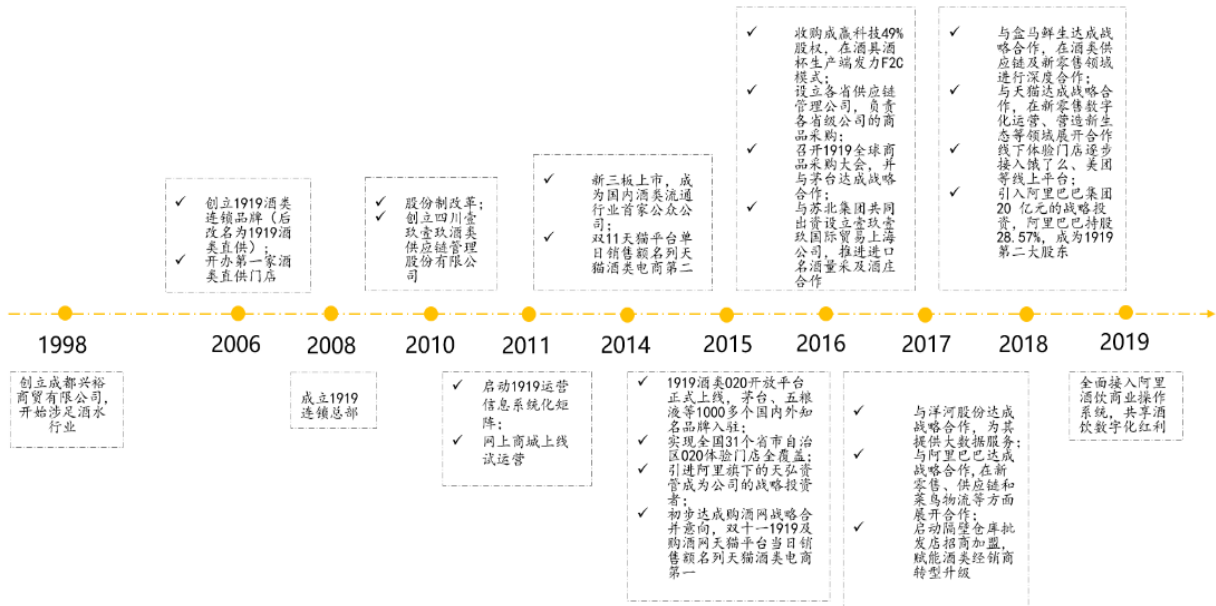 收购成赢科技49%
股权，在酒具酒
杯生产端发力F2C
模式；
设立各省供应链
管理公司，负责
各省级公司的商
品采购；
召开1919全球商
品采购大会，并
与茅台达成战略
合作；
与苏北集团共同
出资设立壹玖壹
玖国际贸易上海
公司，推进进口
名酒量采及酒庄
合作
与盒马鲜生达成战
略合作，在酒类供
应链及新零售领域
进行深度合作；
与天猫达成战略合
作，在新零售数字
化运营、营造新生
态等领域展开合作
线下体验门店逐步
接入饿了么、美团
等线上平台；
引入阿里巴巴集团
20 亿元的战略投
资，阿里巴巴持股
28.57%，成为1919
第二大股东
创立1919酒类
连锁品牌（后
改名为1919酒
类直供）；
开办第一家酒
类直供门店
股份制改革；
创立四川壹
玖壹玖酒类
供应链管理
股份有限公
司
新三板上市，成
为国内酒类流通
行业首家公众公
司；
双11天猫平台单
日销售额名列天
猫酒类电商第二
1998
2006
2008
2010
2011
2014
2015
2016
2017
2018
2019
创立成都兴裕
商贸有限公司，
开始涉足酒水
行业
成立1919
连锁总部
启动1919运营
信息系统化矩
阵；
网上商城上线
试运营
1919酒类O2O开放平台
正式上线，茅台、五粮
液等1000多个国内外知
名品牌入驻；
实现全国31个省市自治
区O2O体验门店全覆盖；
引进阿里旗下的天弘资
管成为公司的战略投资
者；
初步达成购酒网战略合
并意向，双十一1919及
购酒网天猫平台当日销
售额名列天猫酒类电商
第一
与洋河股份达成
战略合作，为其
提供大数据服务；
与阿里巴巴达成
战略合作,在新
零售、供应链和
菜鸟物流等方面
展开合作；
启动隔壁仓库批
发店招商加盟，
赋能酒类经销商
转型升级
全面接入阿里
酒饮商业操作
系统，共享酒
饮数字化红利